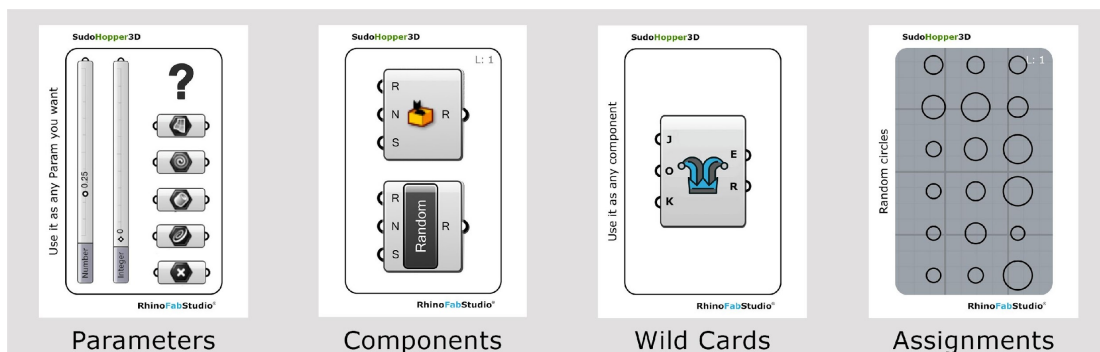 SudoHopper3D
Use it as any Param you want
Number
0.25
Integer
0
?
RhinoFabStudio®
Parameters
SudoHopper3D
L: 1
R
N
S
R
R
N
S
Random
R
RhinoFabStudio®
Components
SudoHopper3D
Use it as any component
J
O
K
E
R
RhinoFabStudio®
Wild Cards
SudoHopper3D
L: 1
Random circles
RhinoFabStudio®
Assignments